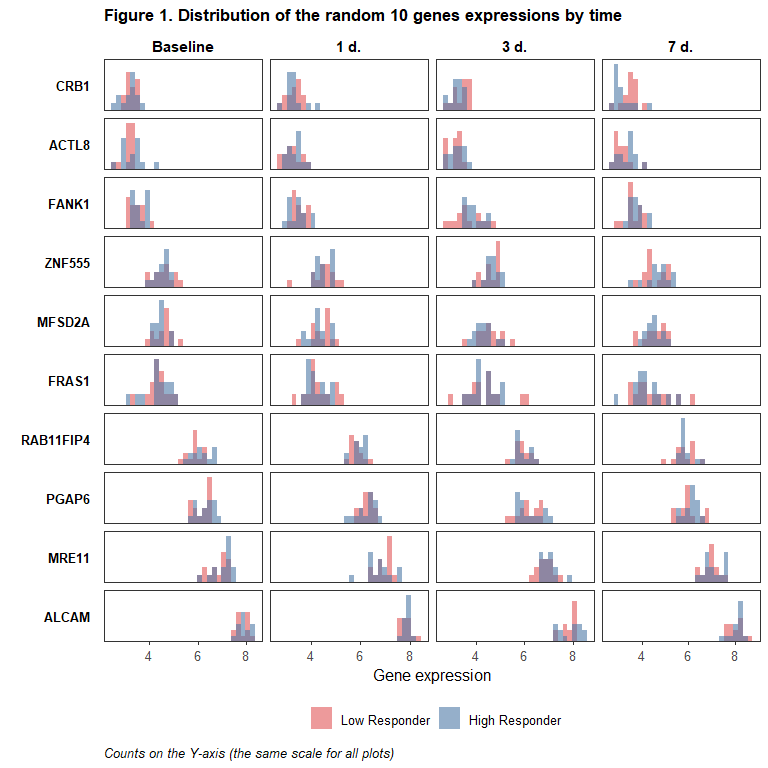 Figure 1. Distribution of the random 10 genes expressions by time
Baseline 1 d. 3 d. 7 d.
CRB1
ACTL8
FANK1
ZNF555
MFSD2A
FRAS1
RAB11FIP4
PGAP6
MRE11
ALCAM
4 6 8 4 6 8 4 6 8 4 6 8
Gene expression
Low Responder High Responder
Counts on the Y-axis (the same scale for all plots)